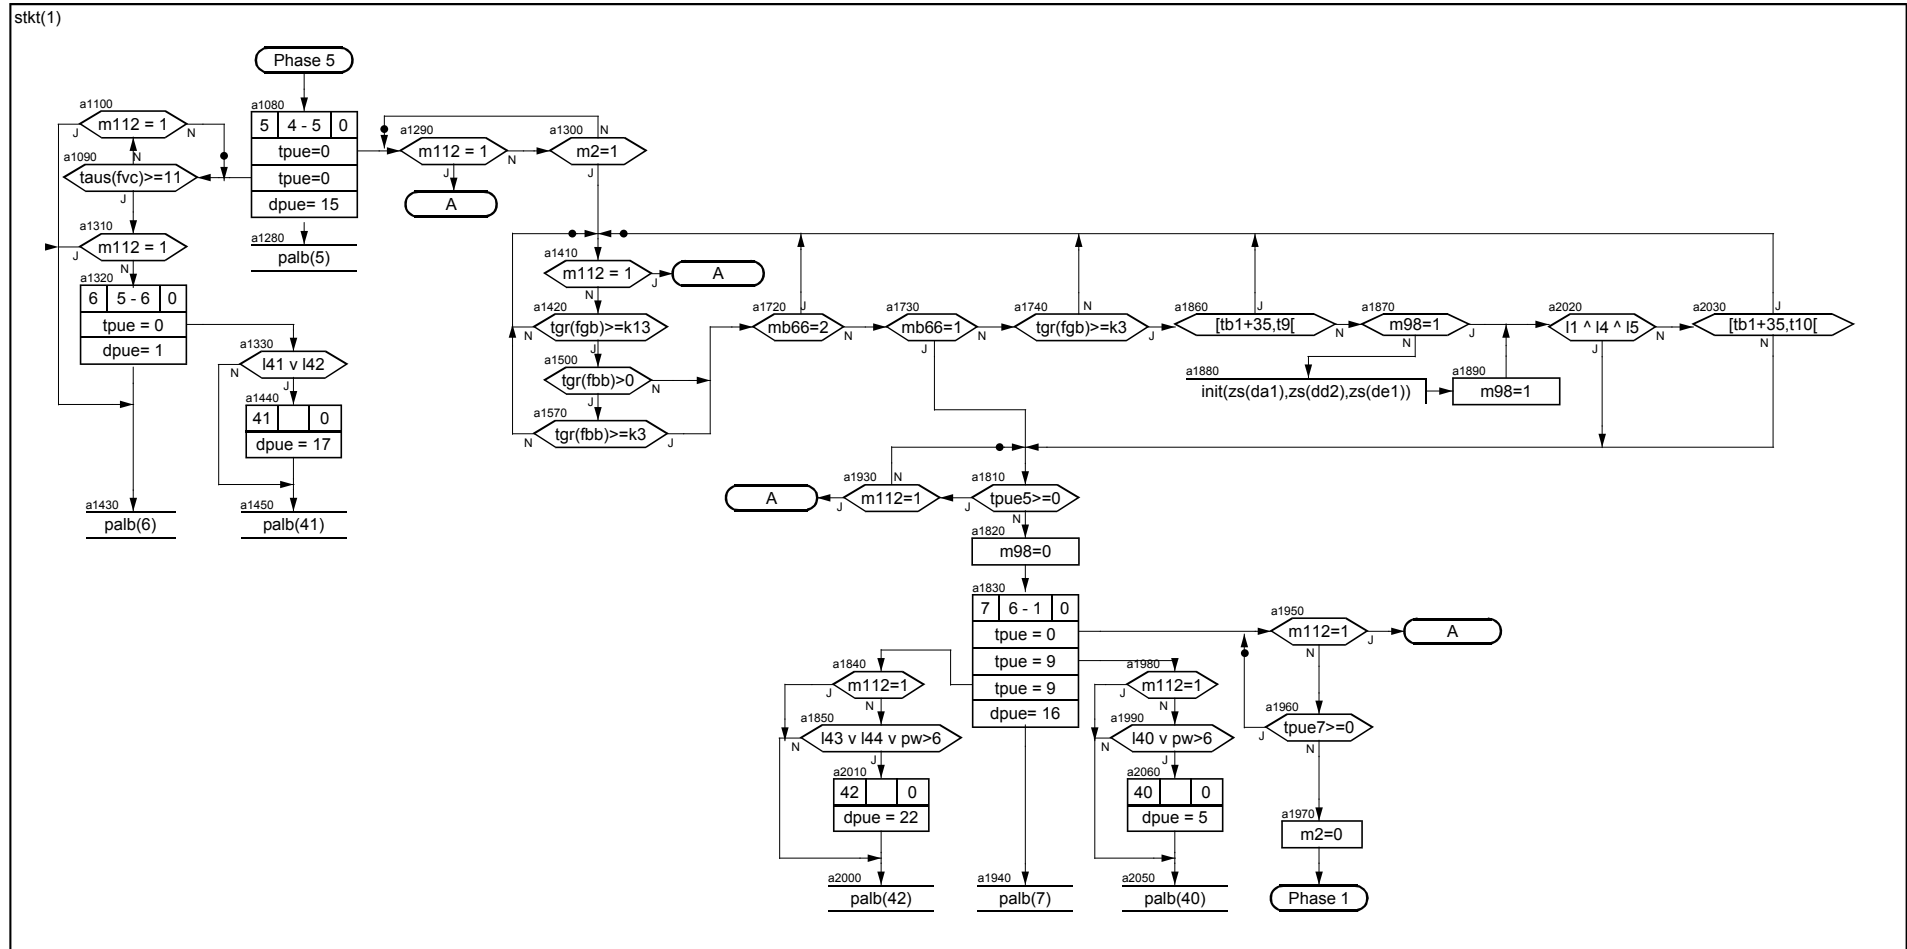 stkt(1)
Phase 5
a1080
5 4 - 5 0
tpue=0
tpue=0
dpue= 15
a1280
palb(5)
a1100
m112 = 1
J
N
a1090
N
taus(fvc)>=11
J
a1310
m112 = 1
J
N
a1320
6 5 - 6 0
tpue = 0
dpue= 1
a1330
l41 v l42
N
J
a1440
41 0
dpue = 17
a1430
palb(6)
a1450
palb(41)
a1290
m112 = 1
N
J
A
a1300
N
m2=1
J
a1410
m112 = 1
J
N
A
a1420
tgr(fgb)>=k13
N
J
a1500
tgr(fbb)>0
N
J
a1570
tgr(fbb)>=k3
N
J
a1720
J
mb66=2
N
a1730
mb66=1
N
J
a1740
N
tgr(fgb)>=k3
J
a1860
J
[tb1+35,t9[
N
a1870
m98=1
J
N
a1880
init(zs(da1),zs(dd2),zs(de1))
a1890
m98=1
a2020
l1 ^ l4 ^ l5
N
J
a2030
J
[tb1+35,t10[
N
A
a1930
N
m112=1
J
a1810
tpue5>=0
J
N
a1820
m98=0
a1830
7 6 - 1 0
tpue = 0
tpue = 9
tpue = 9
dpue= 16
a1840
m112=1
J
N
a1850
l43 v l44 v pw>6
N
J
a2010
42 0
dpue = 22
a2000
palb(42)
a1940
palb(7)
a1980
m112=1
J
N
a1990
l40 v pw>6
N
J
a2060
40 0
dpue = 5
a2050
palb(40)
a1950
m112=1
J
N
A
a1960
tpue7>=0
J
N
a1970
m2=0
Phase 1